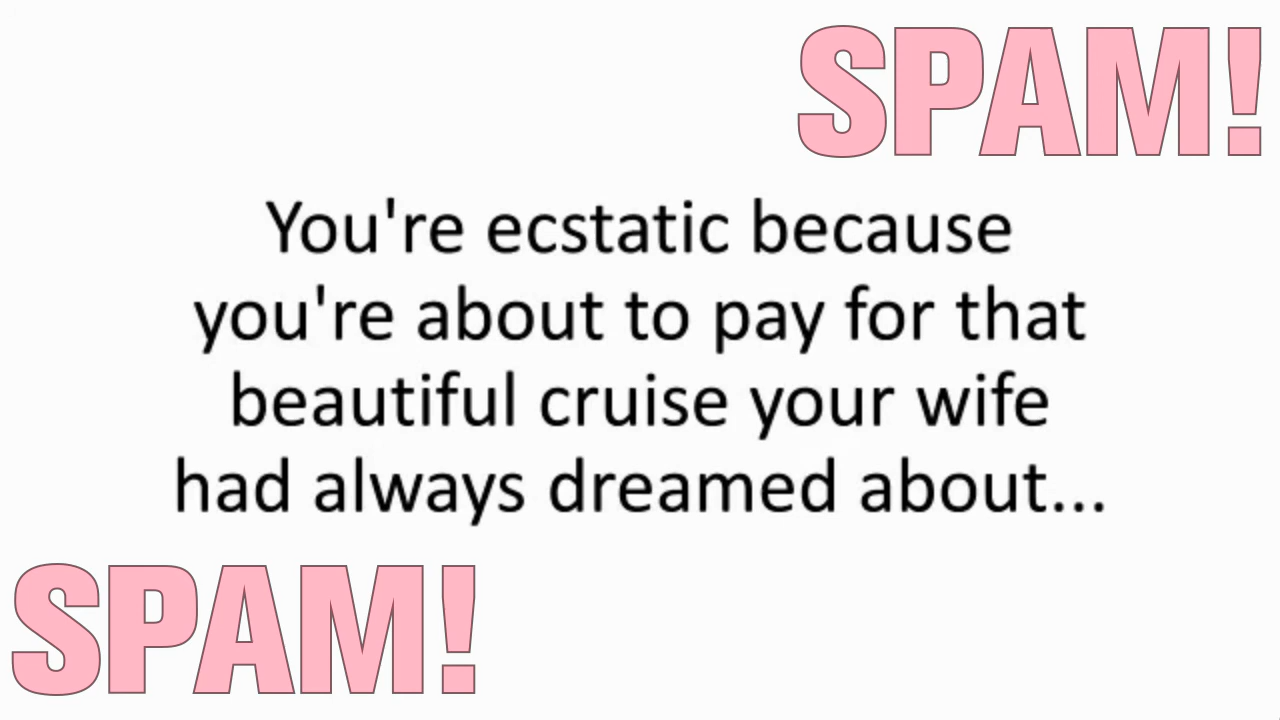 SPAM!
You're ecstatic because
you're about to pay for that
beautiful cruise your wife
had always dreamed about...
SPAM!